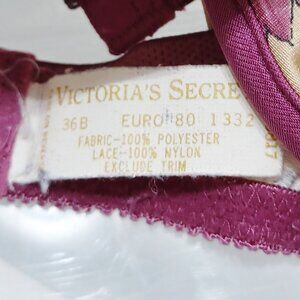 VICTORIA'S SECRE
36B EURO 80 1332
FABRIC-100% POLYESTER
LACE-100% NYLON
EXCLUDE TRIM